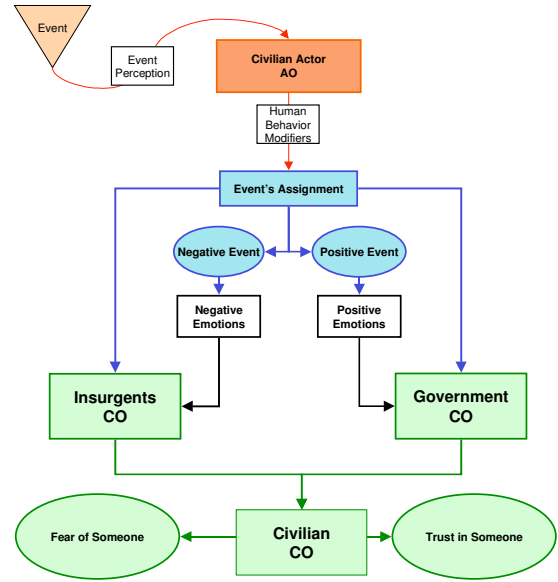 Event
Event
Perception
Civilian Actor
AO
Human
Behavior
Modifiers
Event's Assignment
Negative Event
Positive Event
Negative
Emotions
Positive
Emotions
Insurgents
CO
Government
CO
Fear of Someone
Civilian
CO
Trust in Someone